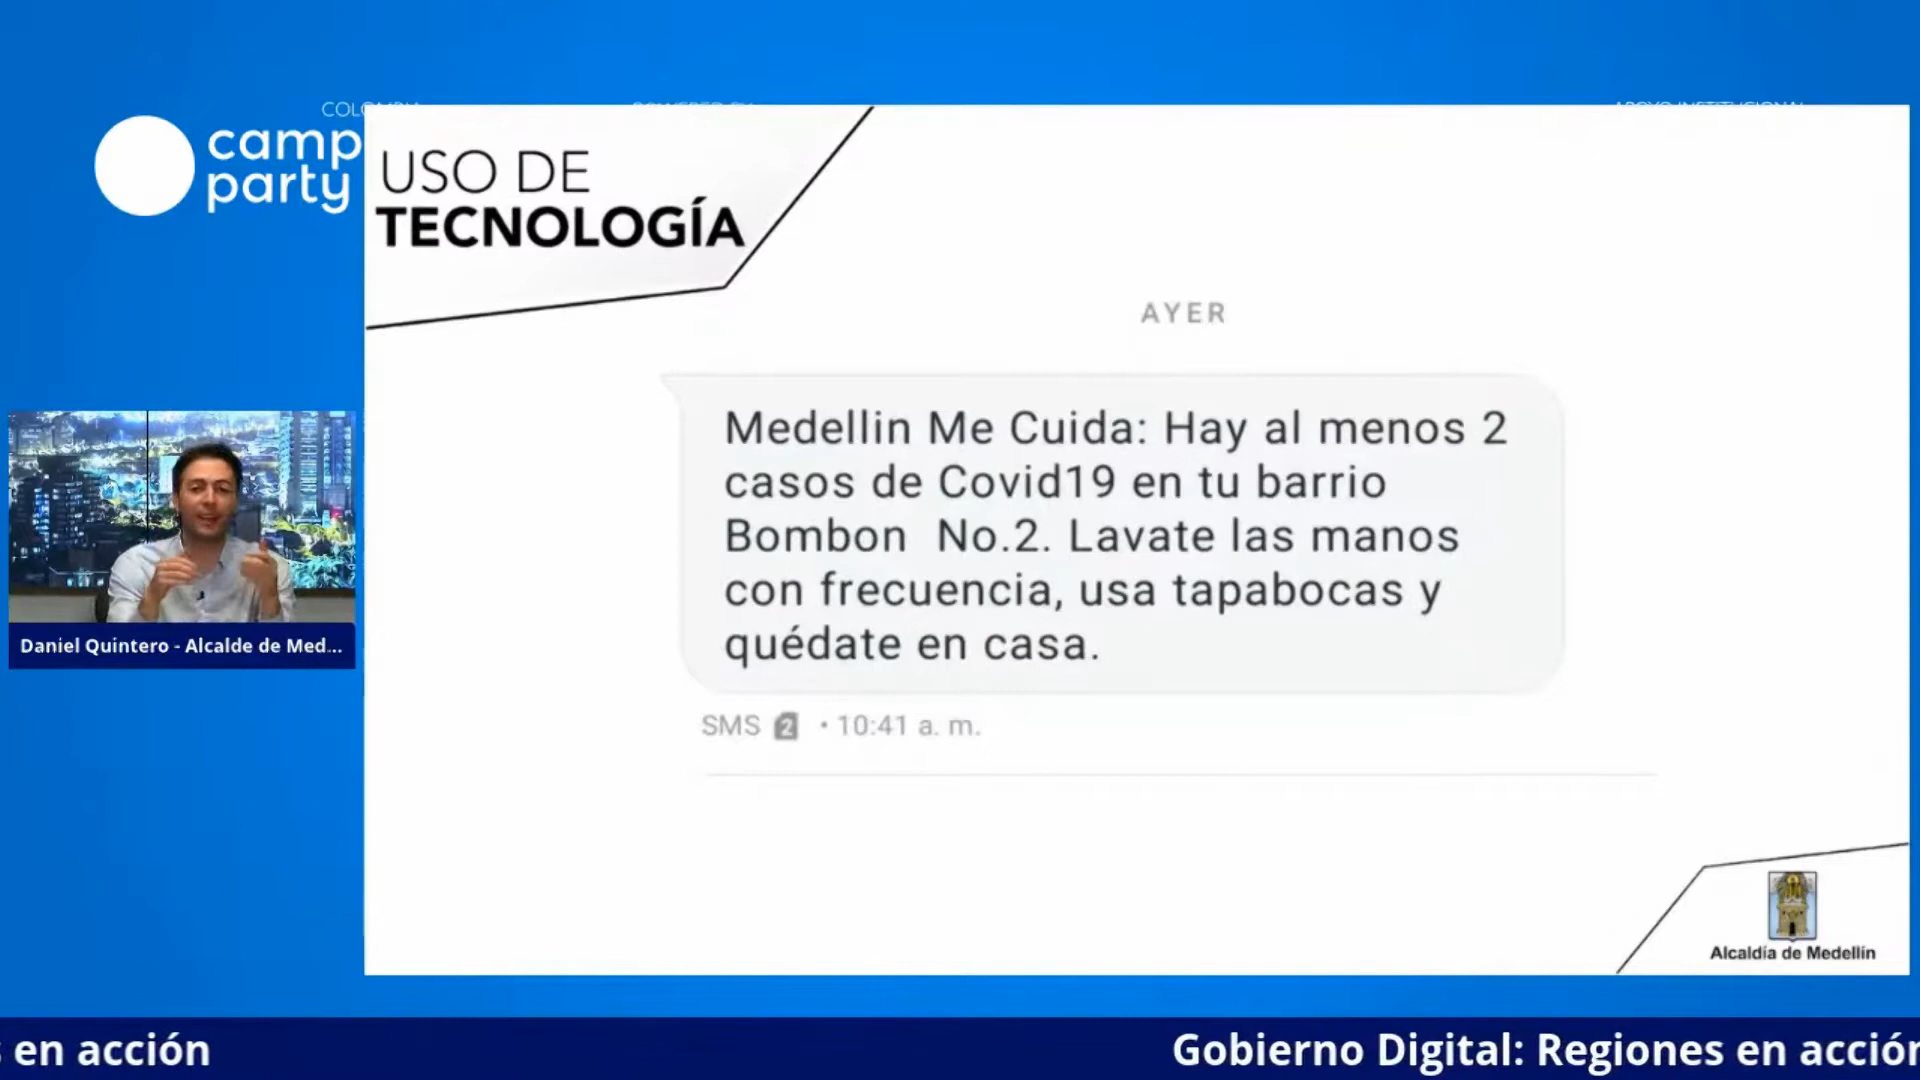 camp
party
USO DE
TECNOLOGÍA
AYER
Medellin Me Cuida: Hay al menos 2
casos de Covid19 en tu barrio
Bombon  No.2. Lavate las manos
con frecuencia, usa tapabocas y
quédate en casa.
SMS 2 • 10:41 a. m.
Daniel Quintero - Alcalde de Med...
Alcaldía de Medellín
en acción
Gobierno Digital: Regiones en acción